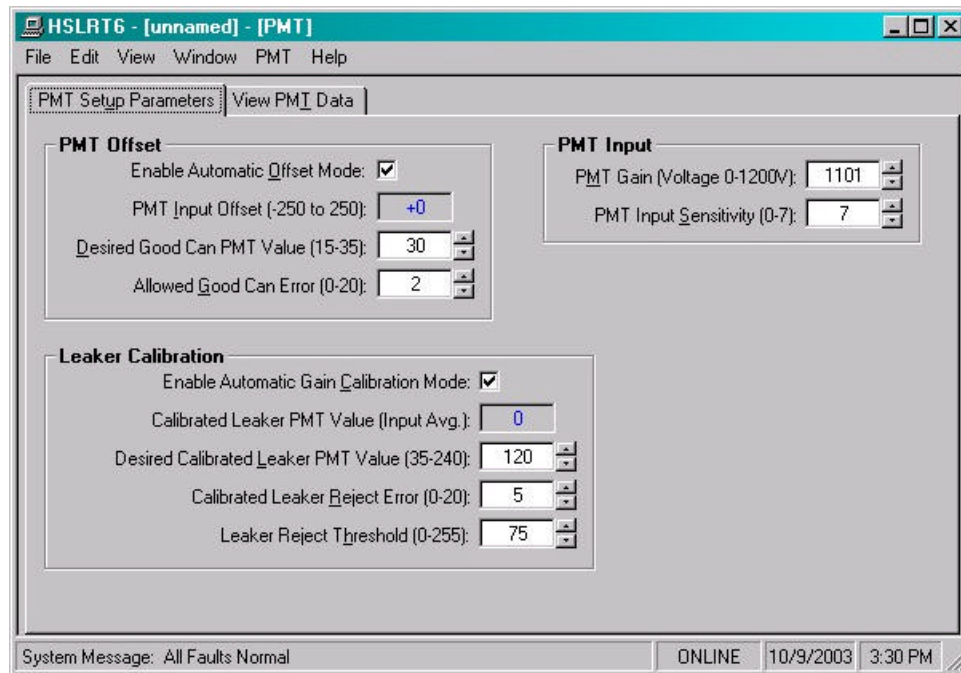 HSLRT6 - [unnamed] - [PMT]
File Edit View Window PMT Help
PMT Setup Parameters View PMT Data
PMT Offset
Enable Automatic Offset Mode:
PMT Input Offset (-250 to 250): +0
Desired Good Can PMT Value (15-35): 30
Allowed Good Can Error (0-20): 2
PMT Input
PMT Gain (Voltage 0-1200V): 1101
PMT Input Sensitivity (0-7): 7
Leaker Calibration
Enable Automatic Gain Calibration Mode:
Calibrated Leaker PMT Value (Input Avg.): 0
Desired Calibrated Leaker PMT Value (35-240): 120
Calibrated Leaker Reject Error (0-20): 5
Leaker Reject Threshold (0-255): 75
System Message: All Faults Normal ONLINE 10/9/2003 3:30 PM